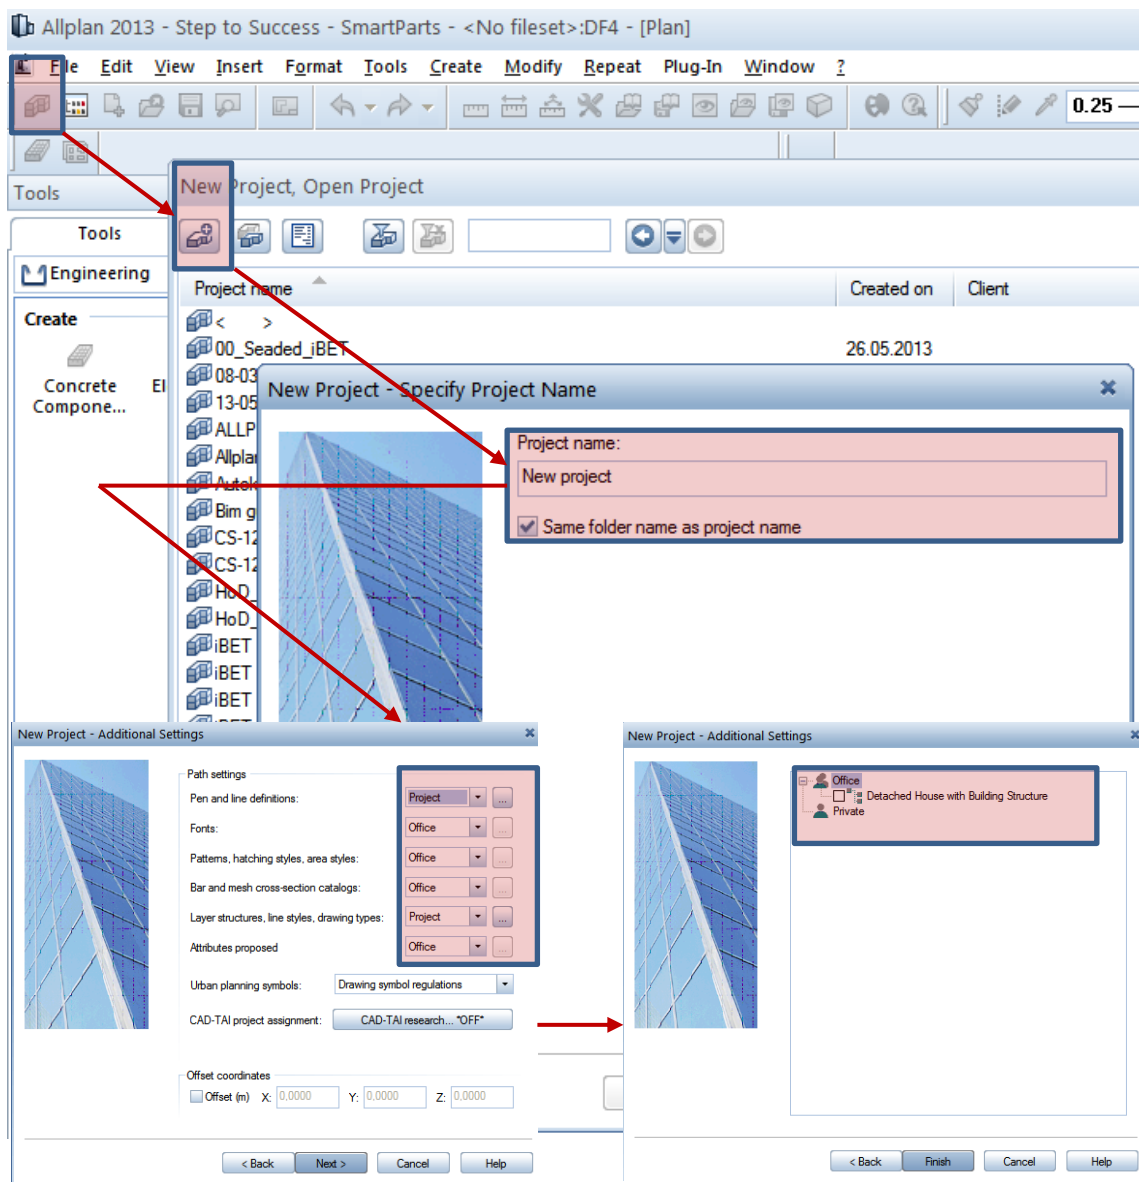 Allplan 2013 - Step to Success - SmartParts - <No fileset>:DF4 - [Plan]
File Edit View Insert Format Tools Create Modify Repeat Plug-In Window ?
0.25
Tools
New Project, Open Project
Tools
Engineering
Project name Created on Client
Create
< >
00_Seaded_iBET 26.05.2013
Concrete
Compone...
El
08-03
13-05
ALLP
Allplan
Bim g
CS-12
CS-12
HoD_
HoD_
iBET
iBET
iBET
New Project - Specify Project Name
Project name:
New project
Same folder name as project name
New Project - Additional Settings
Path settings
Pen and line definitions: Project ...
Fonts: Office ...
Patterns, hatching styles, area styles: Office ...
Bar and mesh cross-section catalogs: Office ...
Layer structures, line styles, drawing types: Project ...
Attributes proposed Office ...
Urban planning symbols: Drawing symbol regulations
CAD-TAI project assignment: CAD-TAI research... "OFF"
Offset coordinates
Offset (m) X: 0,0000 Y: 0,0000 Z: 0,0000
< Back Next > Cancel Help
New Project - Additional Settings
Office
Detached House with Building Structure
Private
< Back Finish Cancel Help